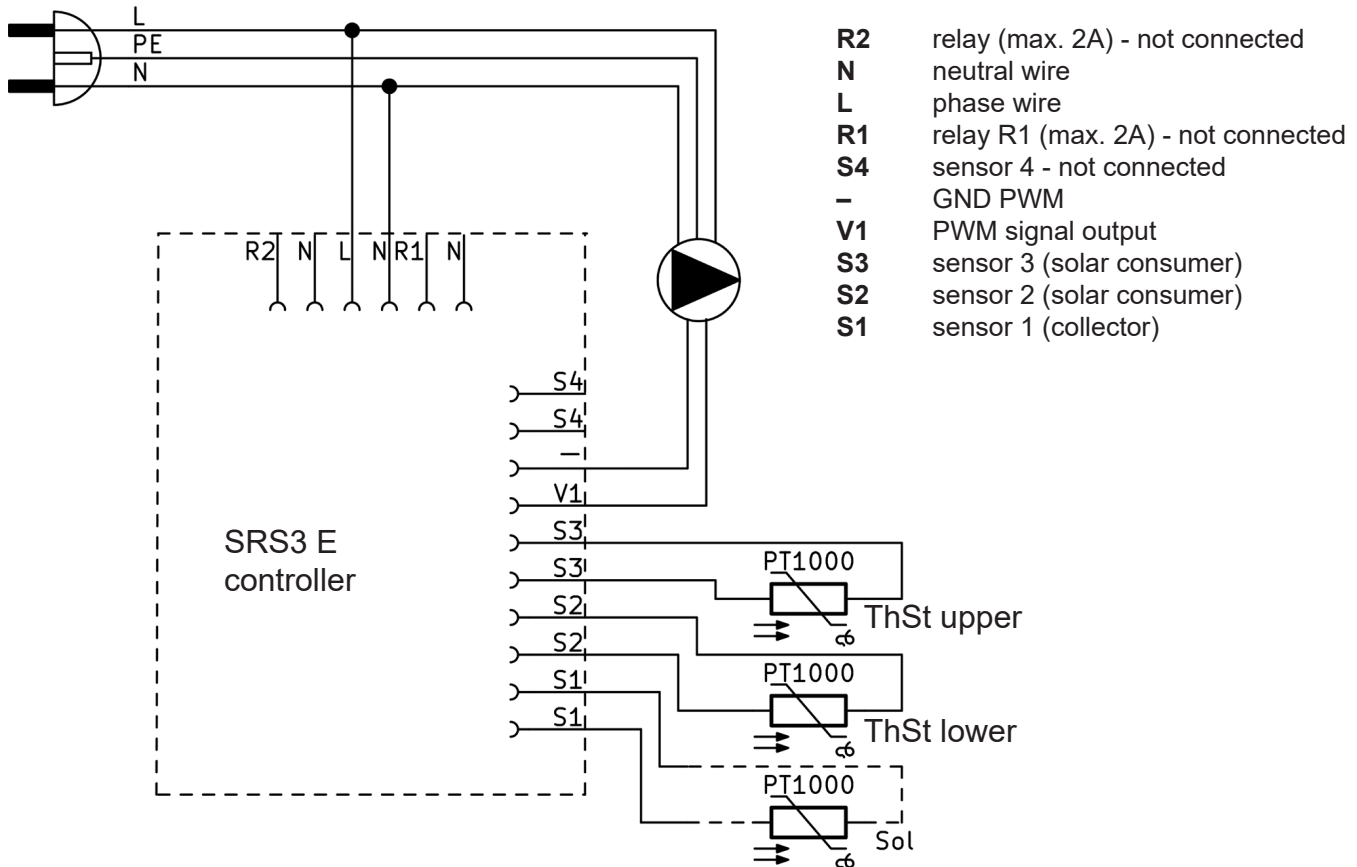 L
PE
N
R2 relay (max. 2A) - not connected
N neutral wire
L phase wire
R1 relay R1 (max. 2A) - not connected
S4 sensor 4 - not connected
– GND PWM
V1 PWM signal output
S3 sensor 3 (solar consumer)
S2 sensor 2 (solar consumer)
S1 sensor 1 (collector)
R2 N L N R1 N
S4
S4
–
V1
S3
S3
S2
S2
S1
S1
SRS3 E
controller
PT1000
ThSt upper
PT1000
ThSt lower
PT1000
Sol